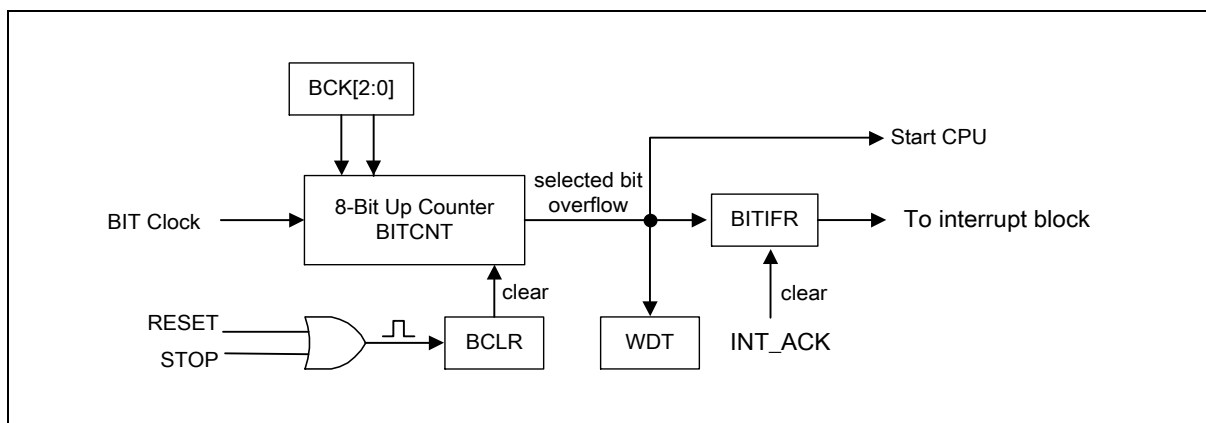 BCK[2:0]
Start CPU
selected bit
overflow
8-Bit Up Counter
BITCNT
BIT Clock
BITIFR
To interrupt block
clear
clear
RESET
STOP
BCLR
WDT
INT_ACK